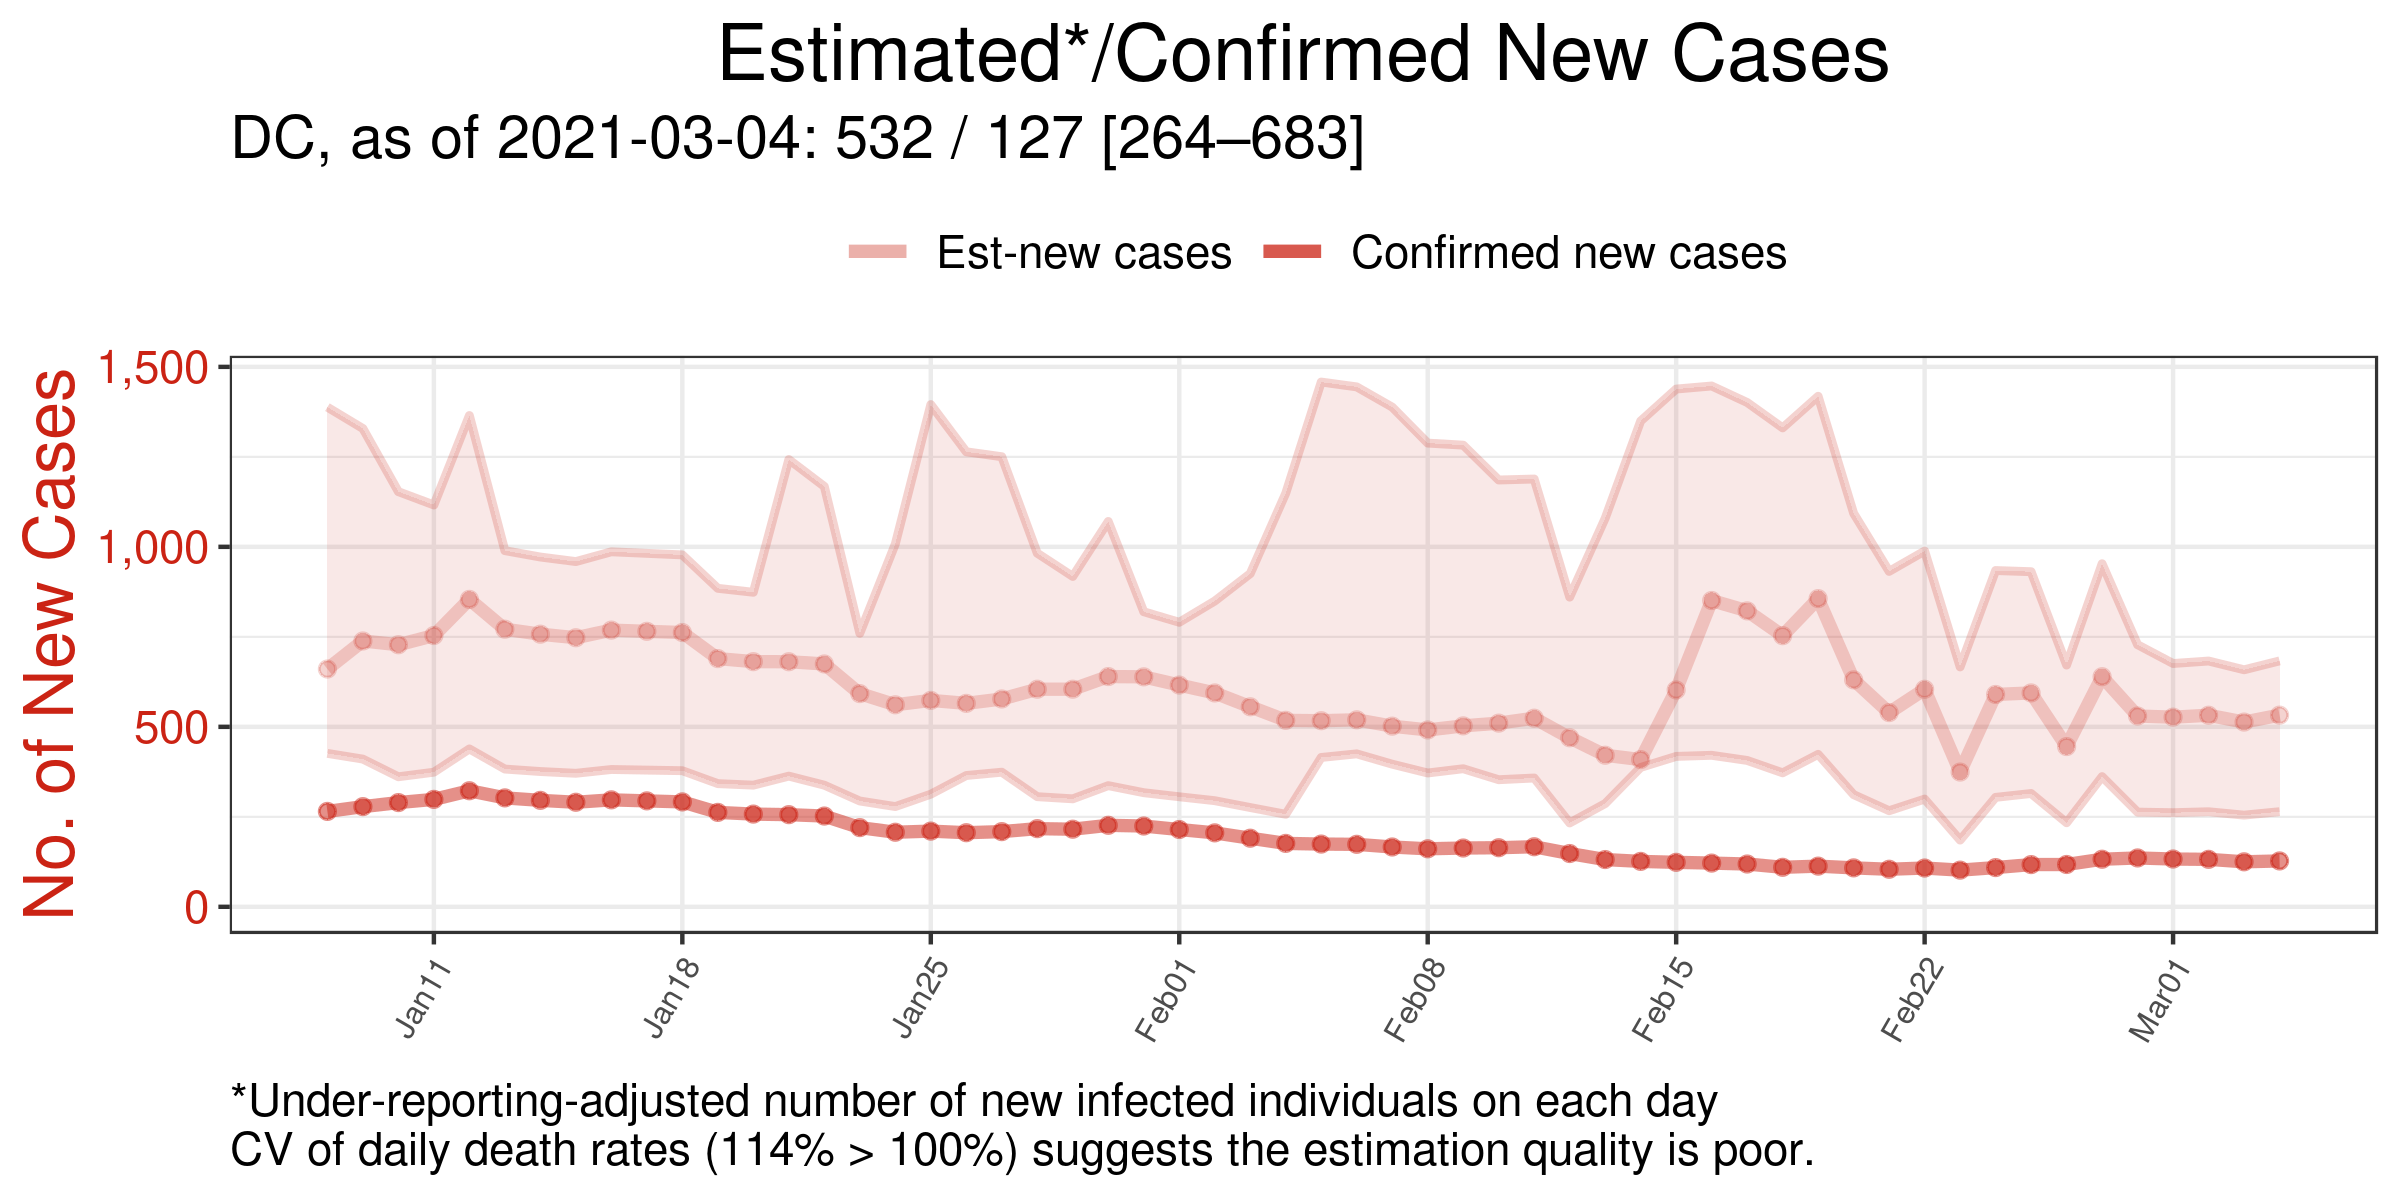 Estimated*/Confirmed New Cases
DC, as of 2021-03-04: 532 / 127 [264–683]
Est-new cases Confirmed new cases
No. of New Cases
1,500
1,000
500
0
Jan11 Jan18 Jan25 Feb01 Feb08 Feb15 Feb22 Mar01
*Under-reporting-adjusted number of new infected individuals on each day
CV of daily death rates (114% > 100%) suggests the estimation quality is poor.